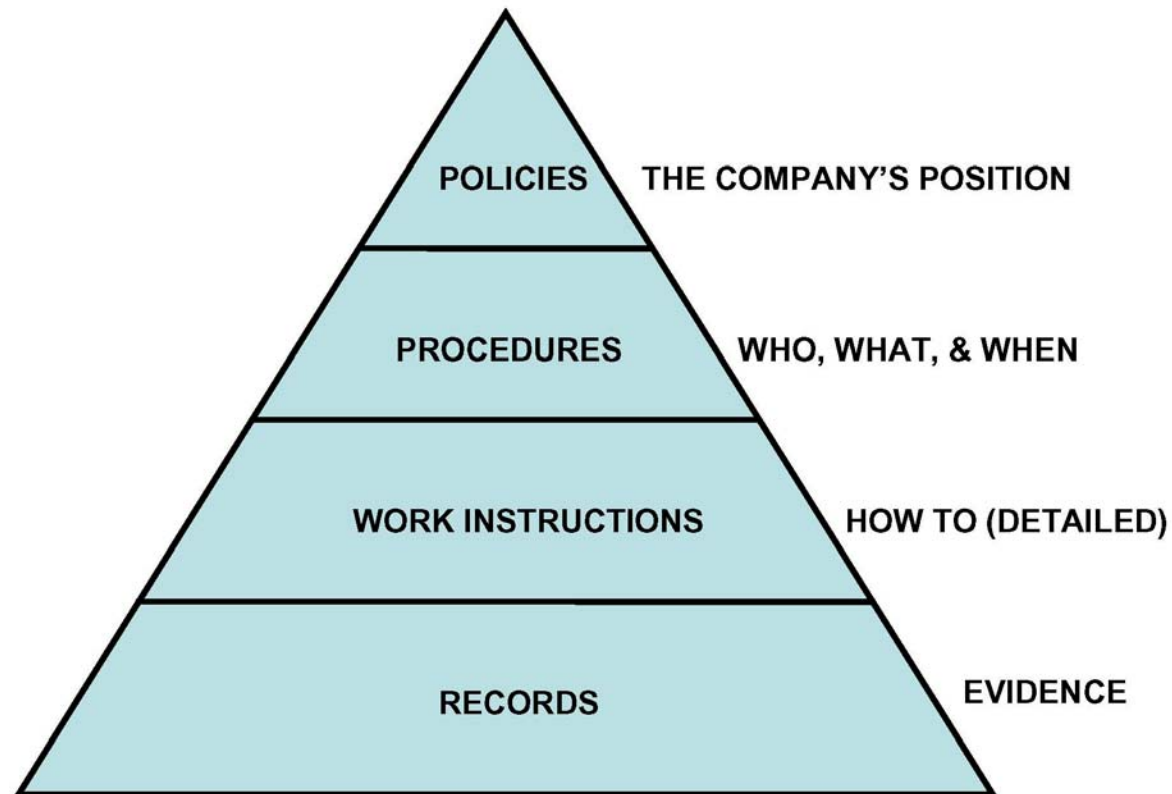 POLICIES THE COMPANY'S POSITION
PROCEDURES WHO, WHAT, & WHEN
WORK INSTRUCTIONS HOW TO (DETAILED)
RECORDS EVIDENCE